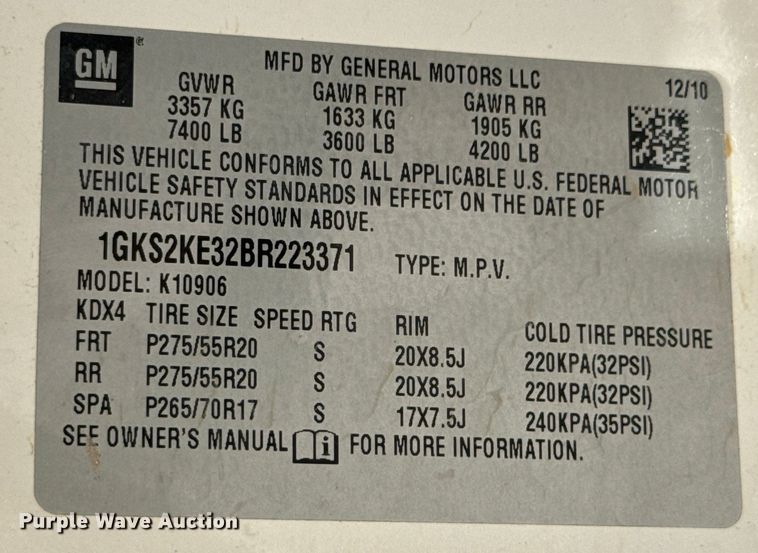 GM
MFD BY GENERAL MOTORS LLC
12/10
GVWR GAWR FRT GAWR RR
3357 KG 1633 KG 1905 KG
7400 LB 3600 LB 4200 LB
THIS VEHICLE CONFORMS TO ALL APPLICABLE U.S. FEDERAL MOTOR
VEHICLE SAFETY STANDARDS IN EFFECT ON THE DATE OF
MANUFACTURE SHOWN ABOVE.
1GKS2KE32BR223371 TYPE: M.P.V.
MODEL: K10906
KDX4 TIRE SIZE SPEED RTG RIM COLD TIRE PRESSURE
FRT P275/55R20 S 20X8.5J 220KPA(32PSI)
RR P275/55R20 S 20X8.5J 220KPA(32PSI)
SPA P265/70R17 S 17X7.5J 240KPA(35PSI)
SEE OWNER'S MANUAL i FOR MORE INFORMATION.
Purple Wave Auction